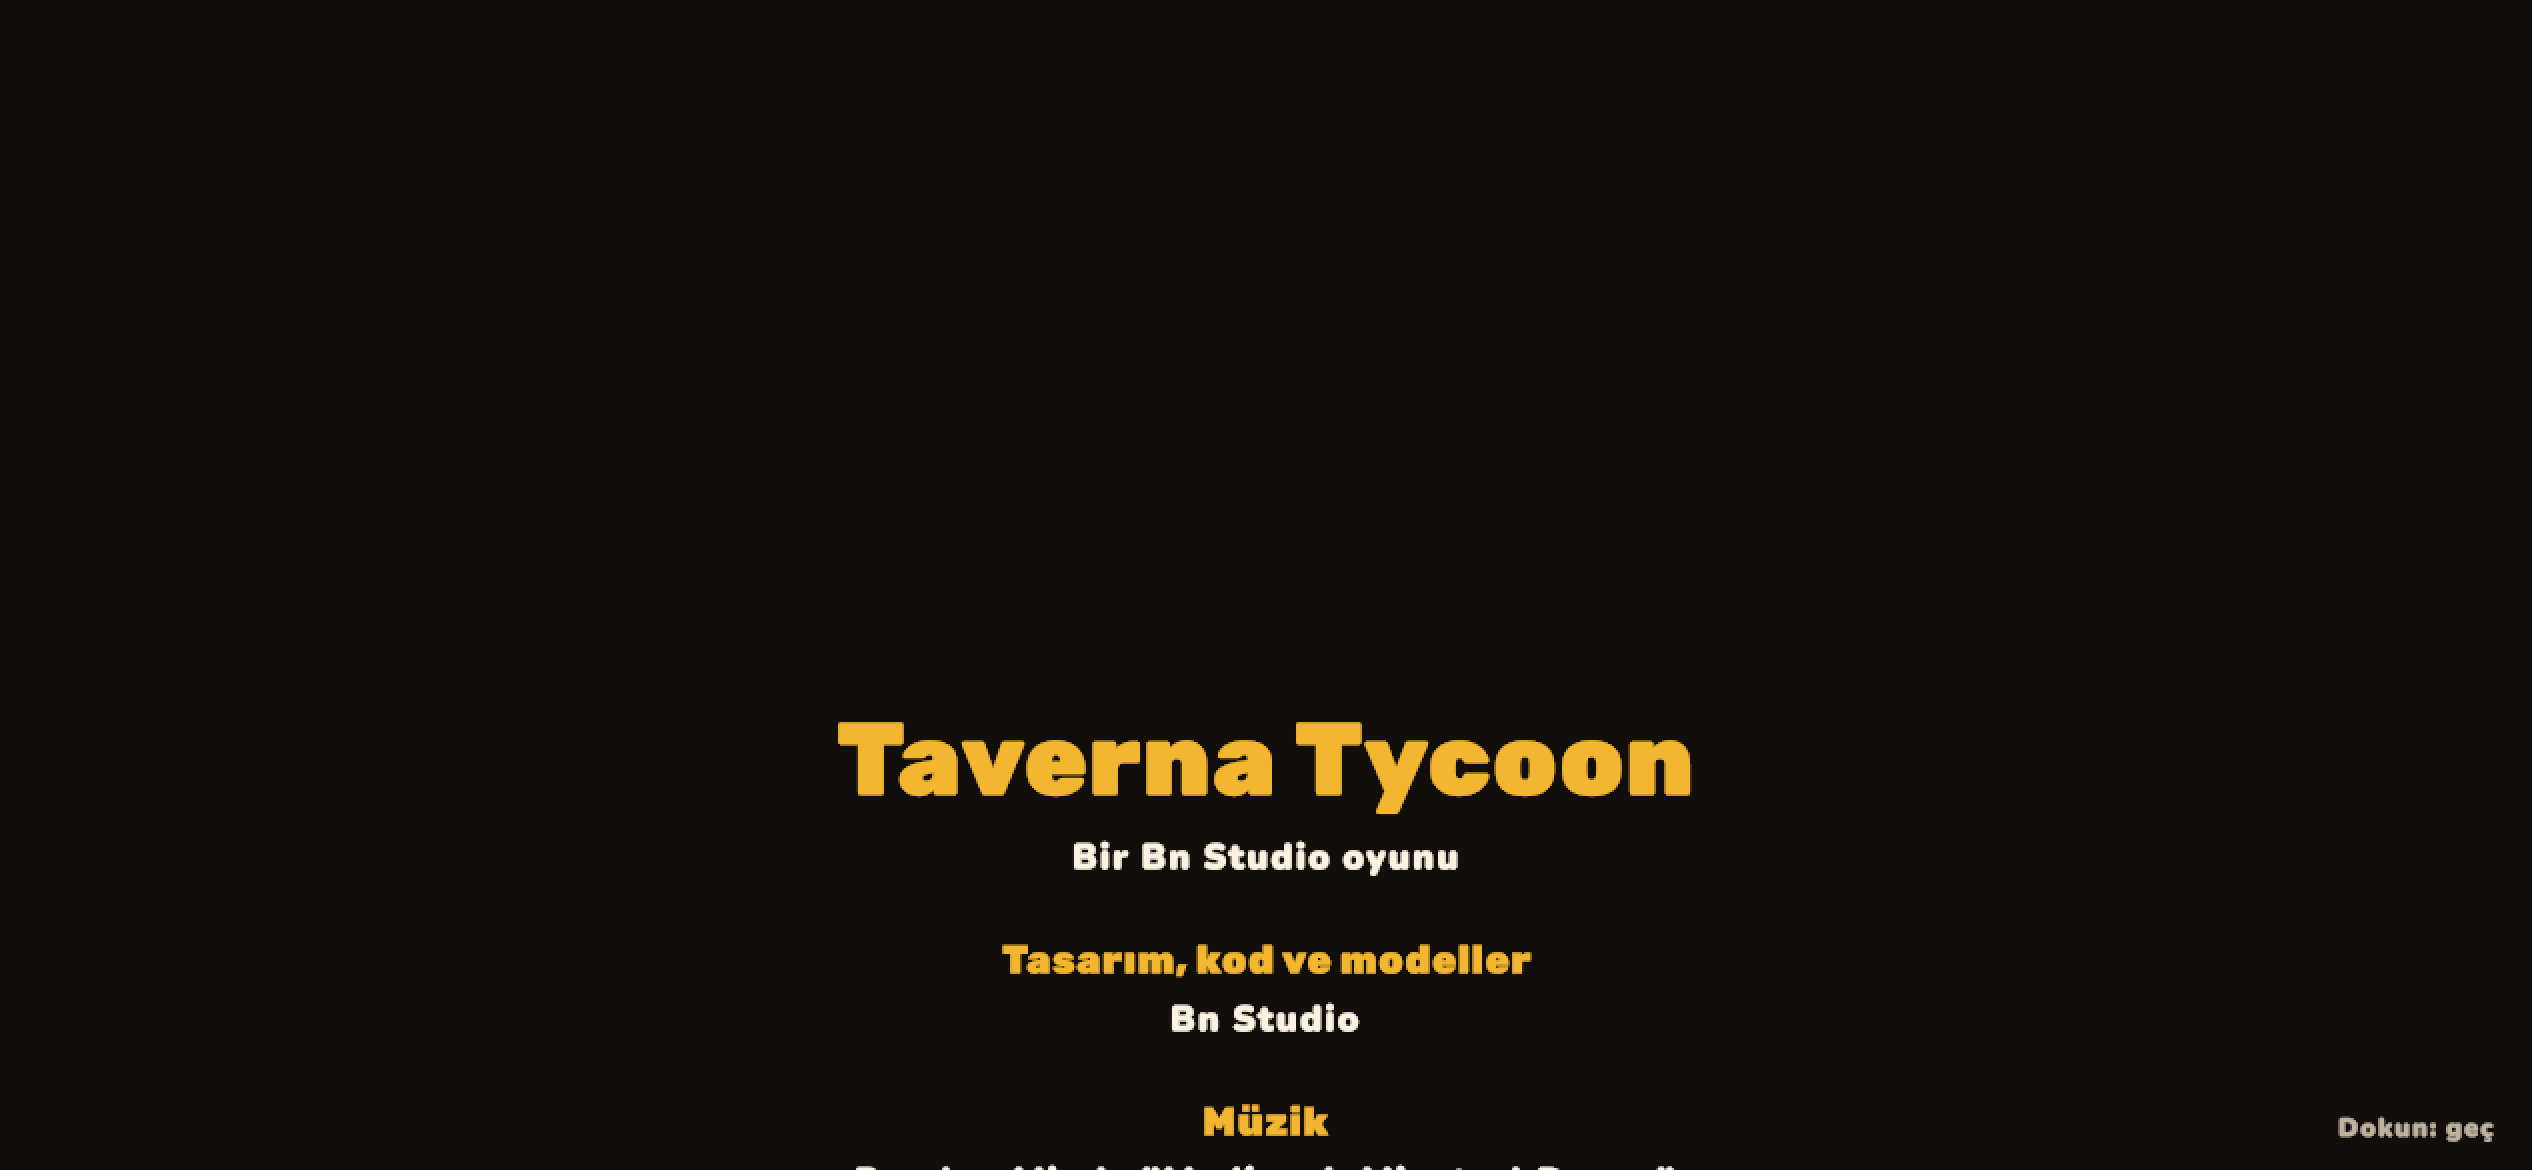 Taverna Tycoon
Bir Bn Studio oyunu
Tasarım, kod ve modeller
Bn Studio
Müzik
Dokun: geç